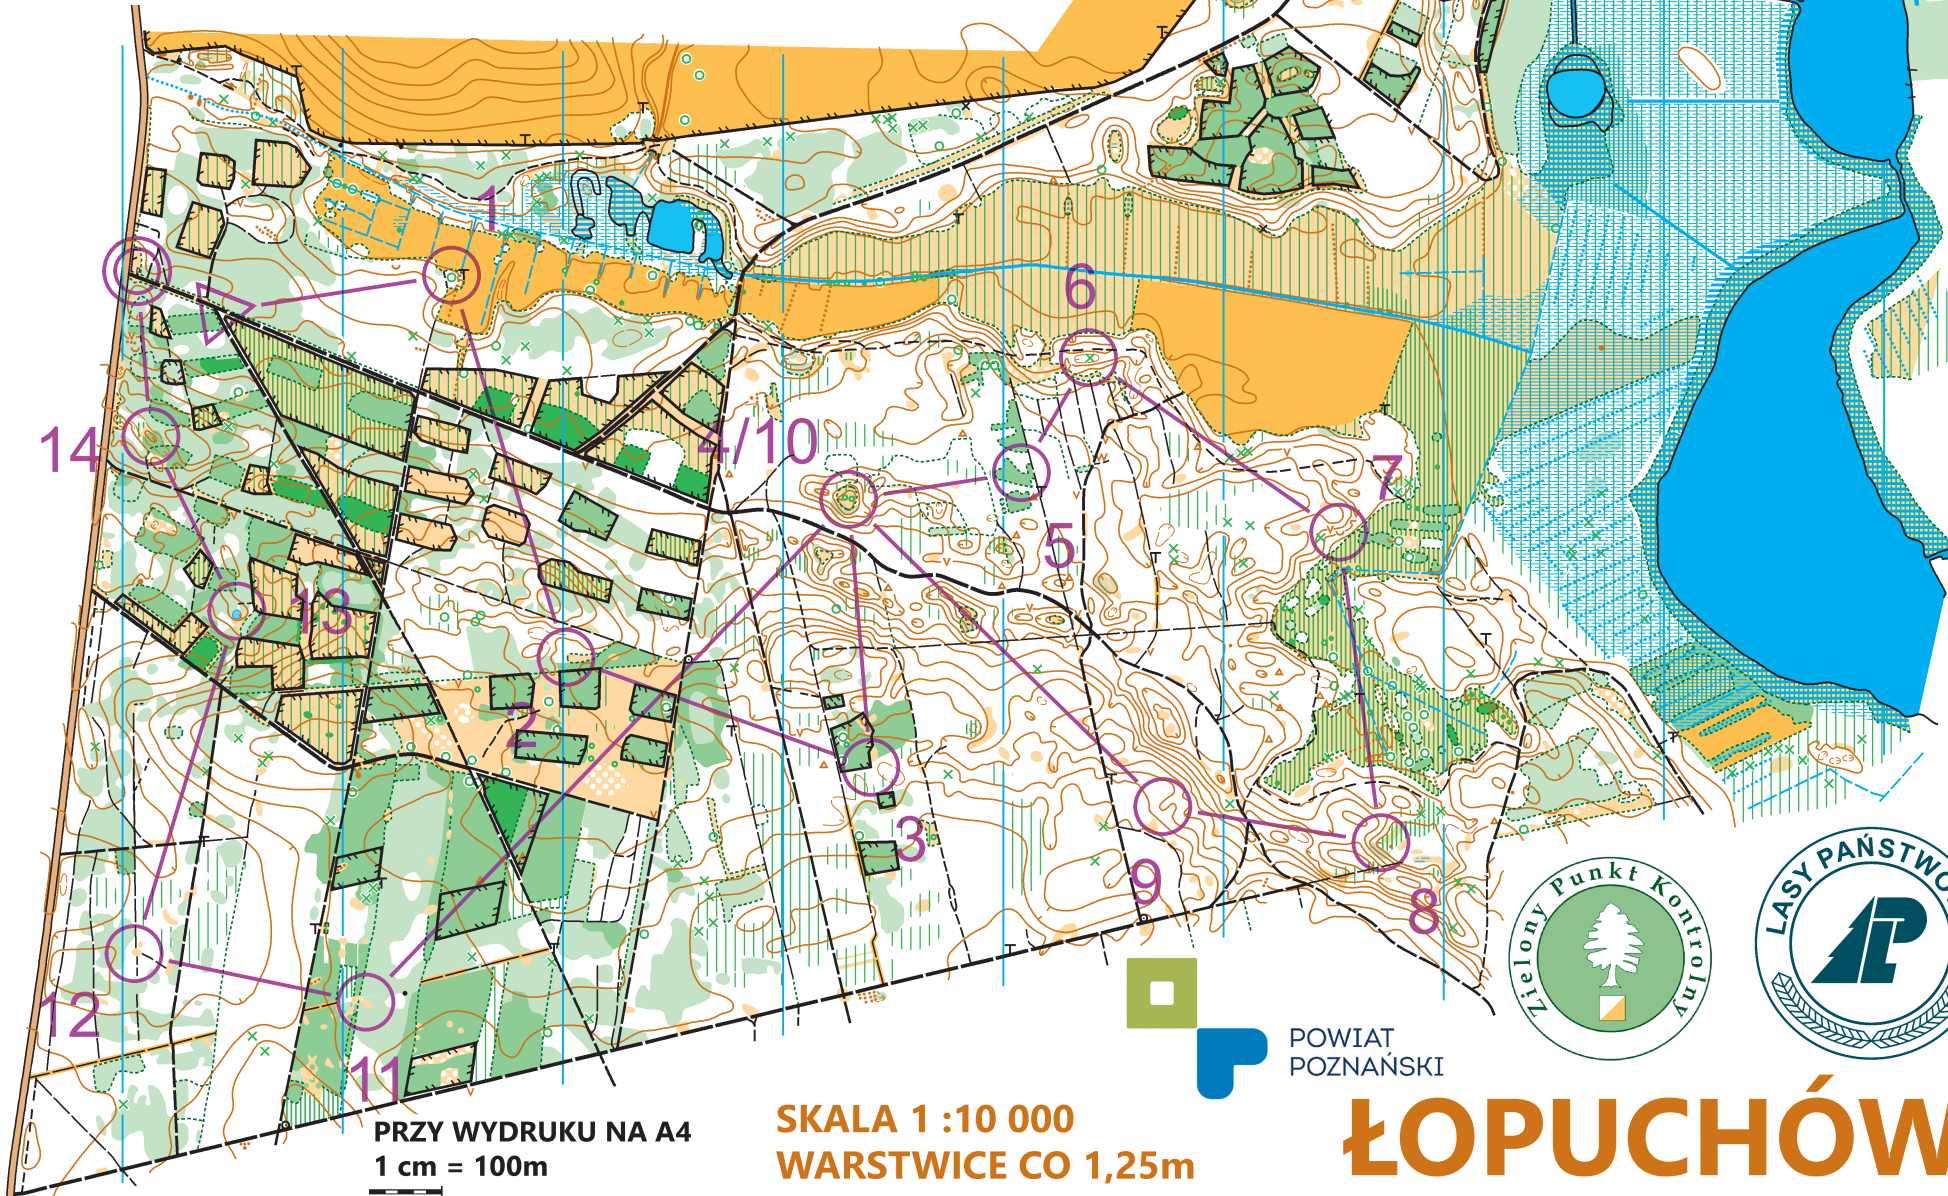 1
6
14
4/10
7
5
13
2
3
9
8
12
11
Zielony Punkt Kontrolny
LASY PAŃSTWO
POWIAT
POZNAŃSKI
PRZY WYDRUKU NA A4
1 cm = 100m
SKALA 1 :10 000
WARSTWICE CO 1,25m
ŁOPUCHÓW